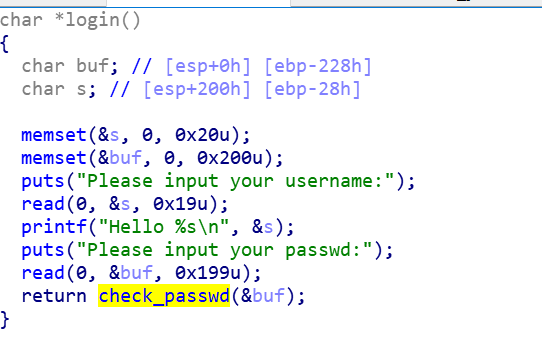 char *login()
{
  char buf; // [esp+0h] [ebp-228h]
  char s; // [esp+200h] [ebp-28h]

  memset(&s, 0, 0x20u);
  memset(&buf, 0, 0x200u);
  puts("Please input your username:");
  read(0, &s, 0x19u);
  printf("Hello %s\n", &s);
  puts("Please input your passwd:");
  read(0, &buf, 0x199u);
  return check_passwd(&buf);
}